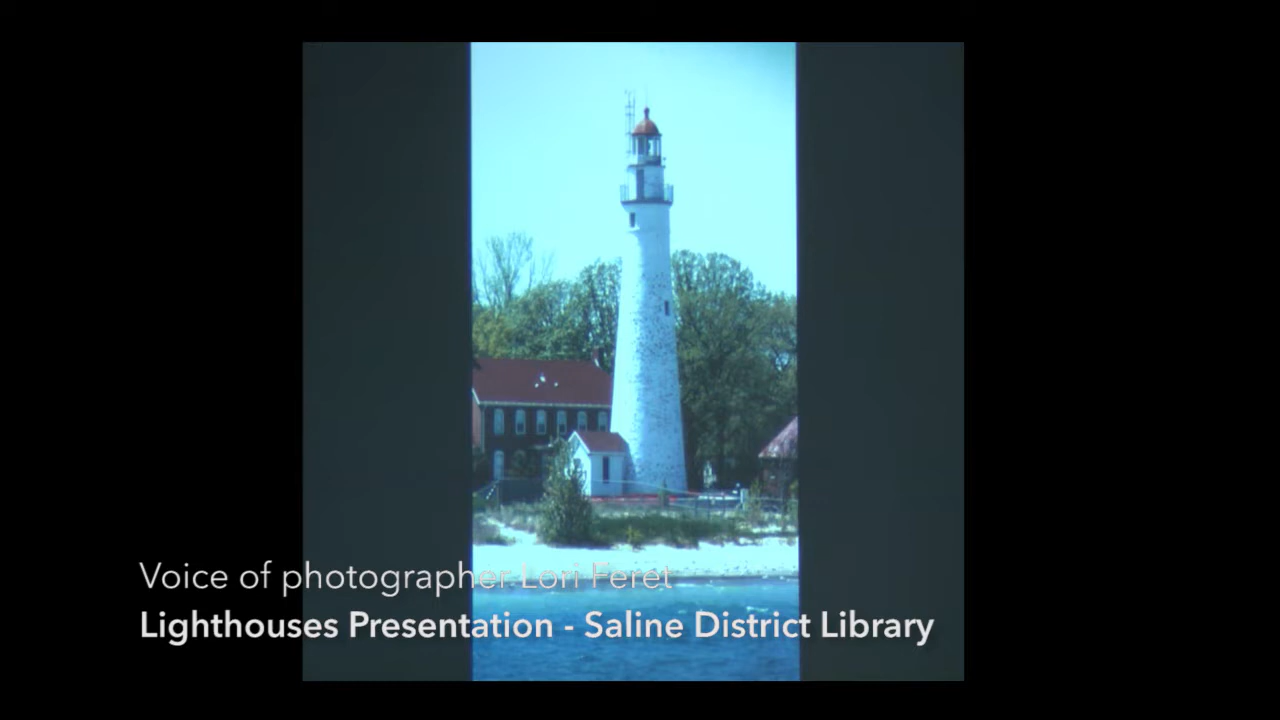 Voice of photographer Lori Feret
Lighthouses Presentation - Saline District Library